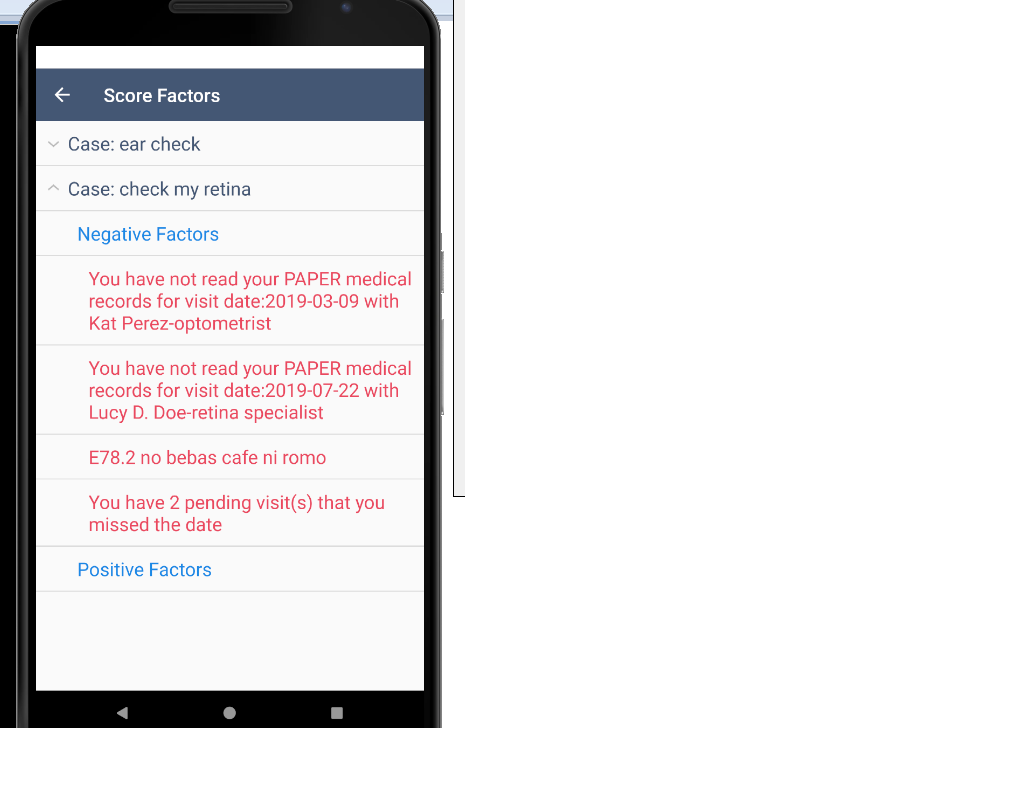 Score Factors
Case: ear check
Case: check my retina
Negative Factors
You have not read your PAPER medical
records for visit date:2019-03-09 with
Kat Perez-optometrist
You have not read your PAPER medical
records for visit date:2019-07-22 with
Lucy D. Doe-retina specialist
E78.2 no bebas cafe ni romo
You have 2 pending visit(s) that you
missed the date
Positive Factors